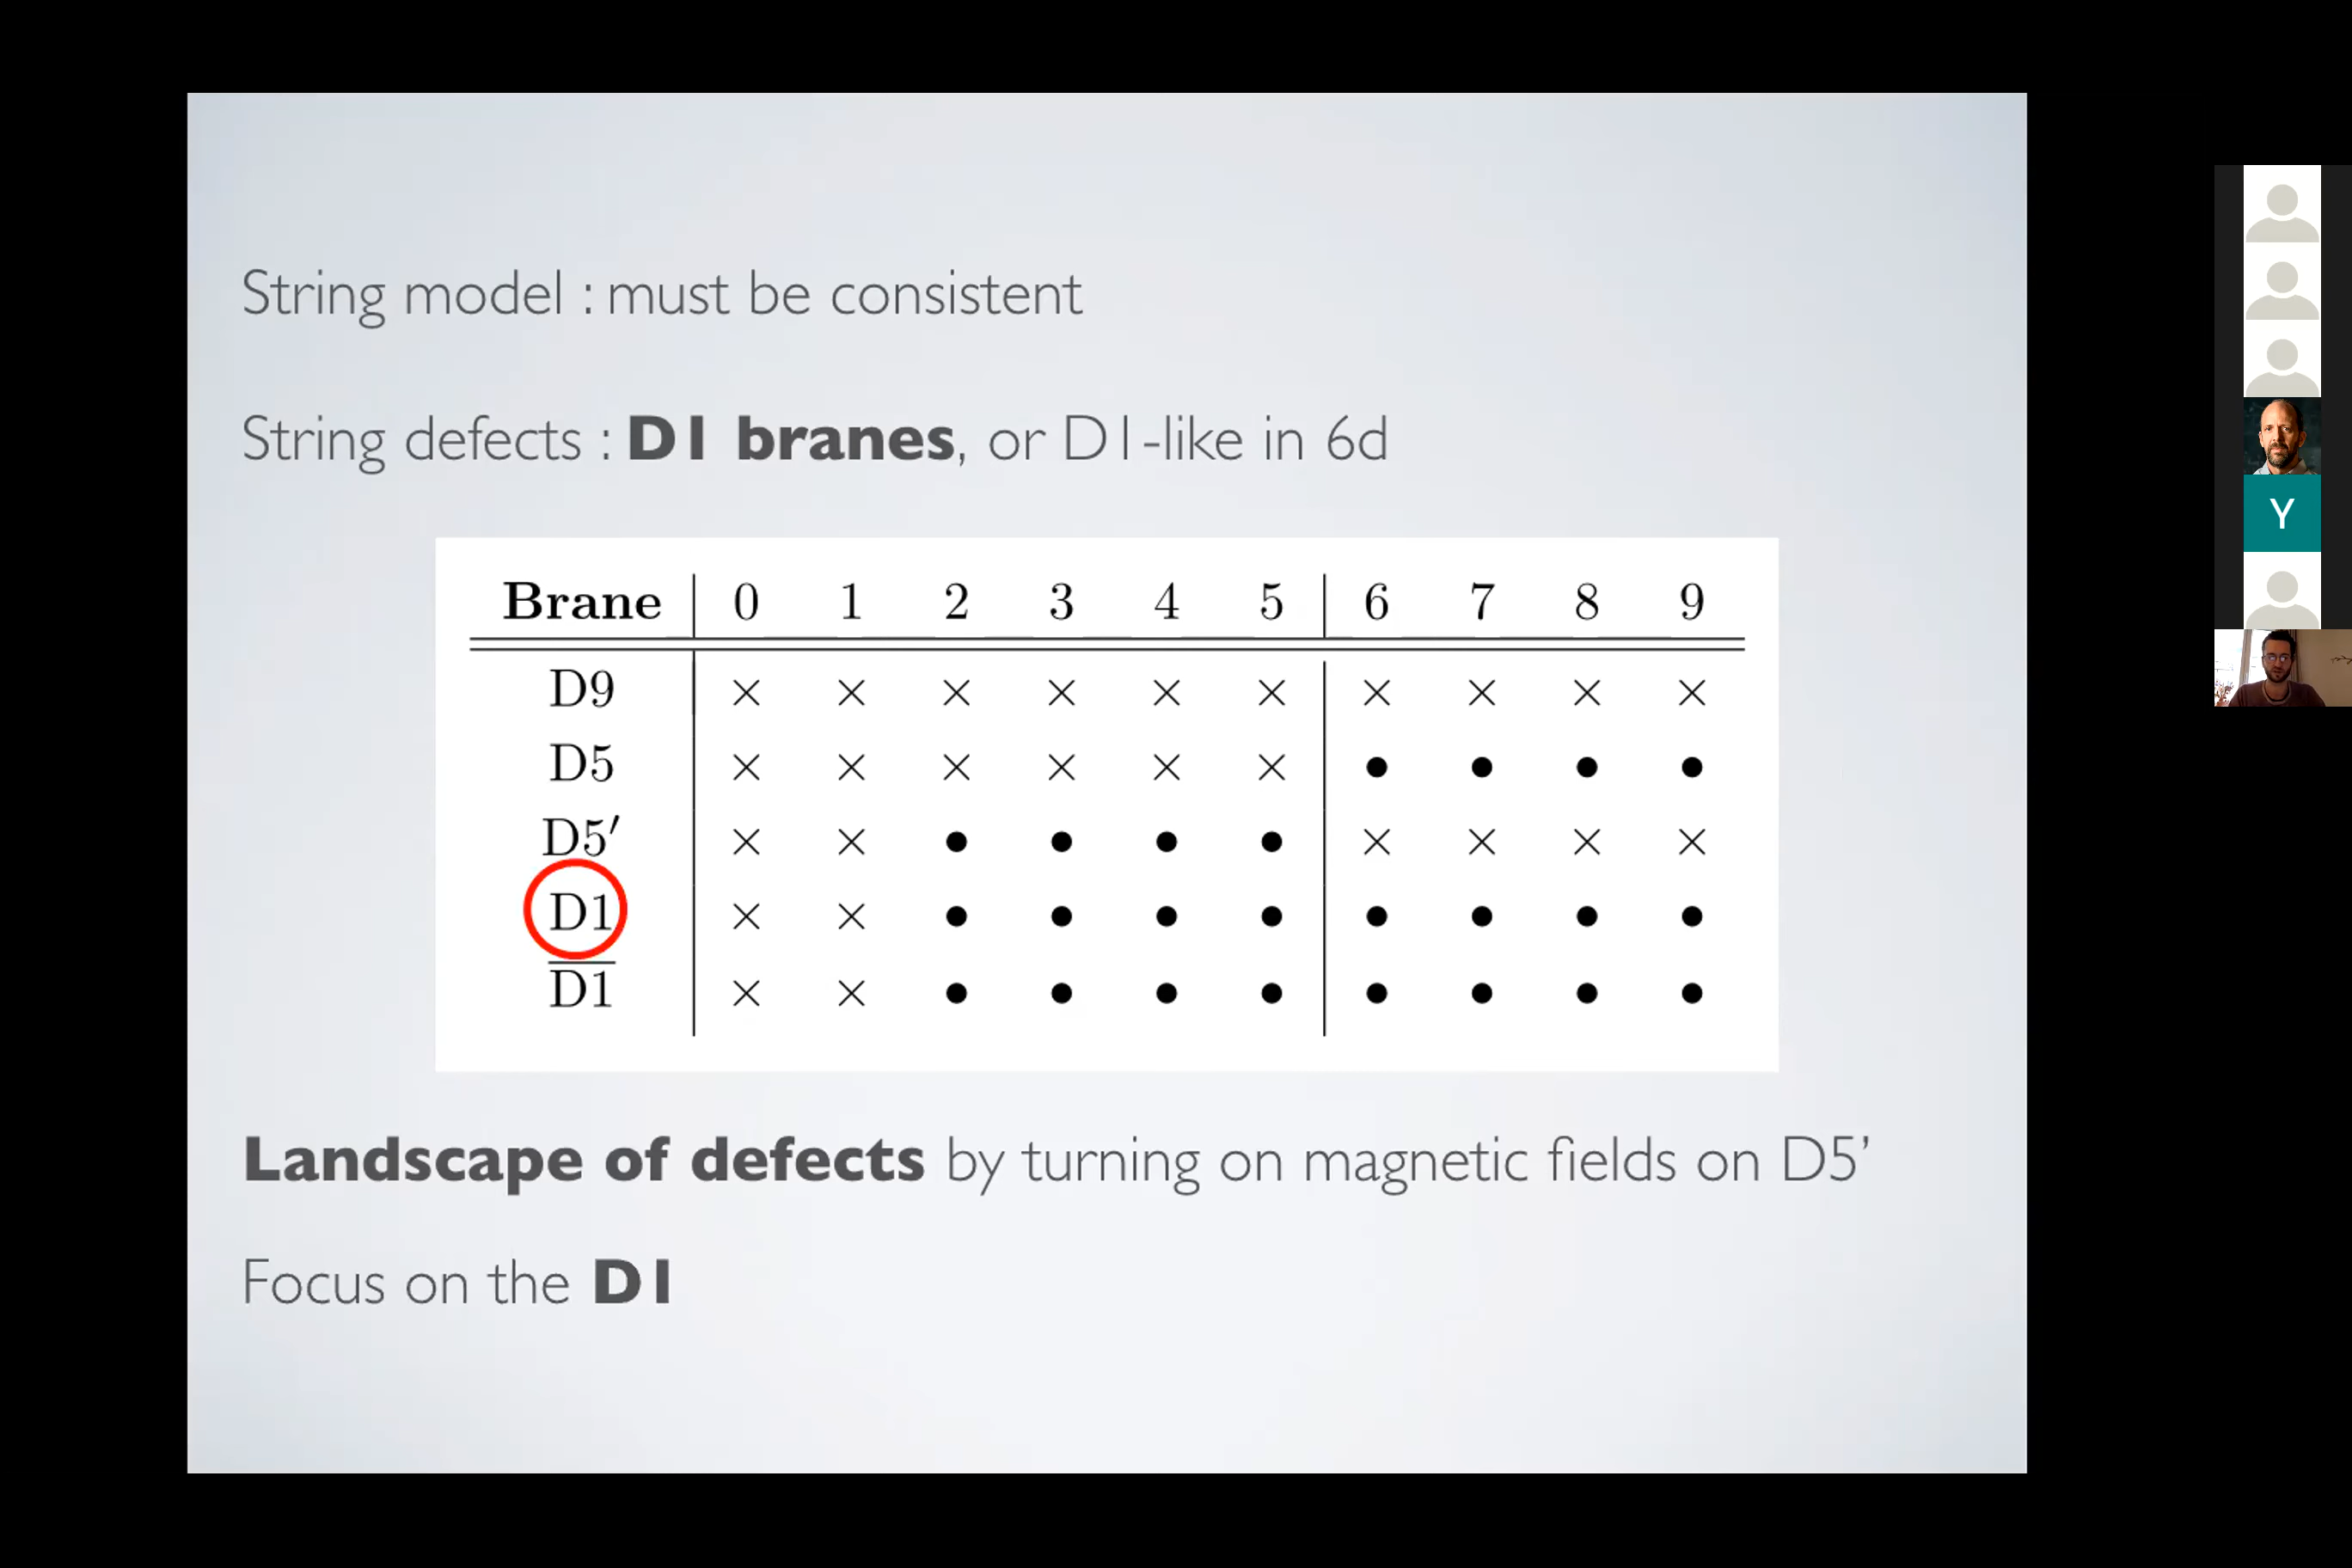 String model : must be consistent
String defects : D1 branes, or D1-like in 6d
Brane 0 1 2 3 4 5 6 7 8 9
D9 × × × × × × × × × ×
D5 × × × × × × • • • •
D5′ × × • • • • × × × ×
D1 × × • • • • • • • •
D̅1̅ × × • • • • • • • •
Landscape of defects by turning on magnetic fields on D5’
Focus on the D1
Y